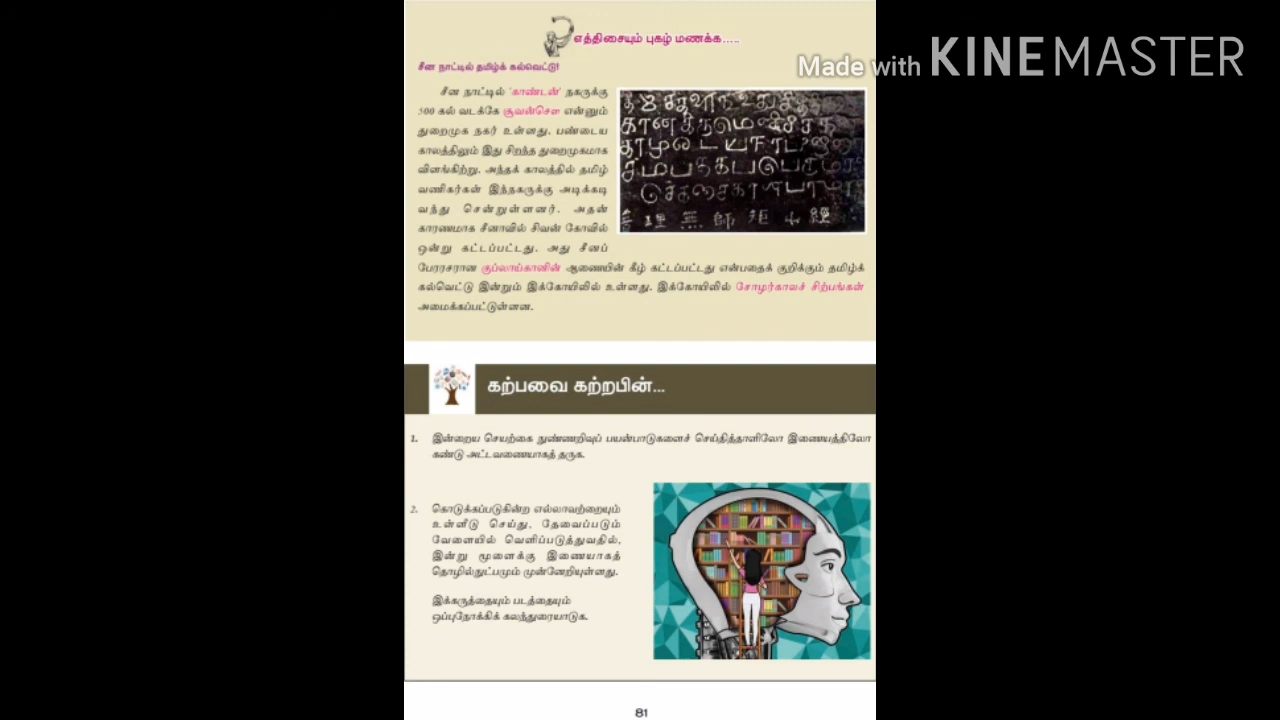 எத்திசையும் புகழ் மணக்க.....
Made with KINEMASTER
சீன நாட்டில் தமிழ்க் கல்வெட்டு!
சீன நாட்டில் 'காண்டன்' நகருக்கு
500 கல் வடக்கே சூவன்சௌ என்னும்
துறைமுக நகர் உள்ளது. பண்டைய
காலத்திலும் இது சிறந்த துறைமுகமாக
விளங்கிற்று. அந்தக் காலத்தில் தமிழ்
வணிகர்கள் இந்நகருக்கு அடிக்கடி
வந்து சென்றுள்ளனர். அதன்
காரணமாக சீனாவில் சிவன் கோவில்
ஒன்று கட்டப்பட்டது. அது சீனப்
பேரரசரான குப்லாய்கானின் ஆணையின் கீழ் கட்டப்பட்டது என்பதைக் குறிக்கும் தமிழ்க்
கல்வெட்டு இன்றும் இக்கோயிலில் உள்ளது. இக்கோயிலில் சோழர்காலச் சிற்பங்கள்
அமைக்கப்பட்டுள்ளன.
கற்பவை கற்றபின்...
1. இன்றைய செயற்கை நுண்ணறிவுப் பயன்பாடுகளைச் செய்தித்தாளிலோ இணையத்திலோ
கண்டு அட்டவணையாகத் தருக.
2. கொடுக்கப்படுகின்ற எல்லாவற்றையும்
உள்ளீடு செய்து, தேவைப்படும்
வேளையில் வெளிப்படுத்துவதில்,
இன்று மூளைக்கு இணையாகத்
தொழில்நுட்பமும் முன்னேறியுள்ளது.
இக்கருத்தையும் படத்தையும்
ஒப்புநோக்கிக் கலந்துரையாடுக.
81